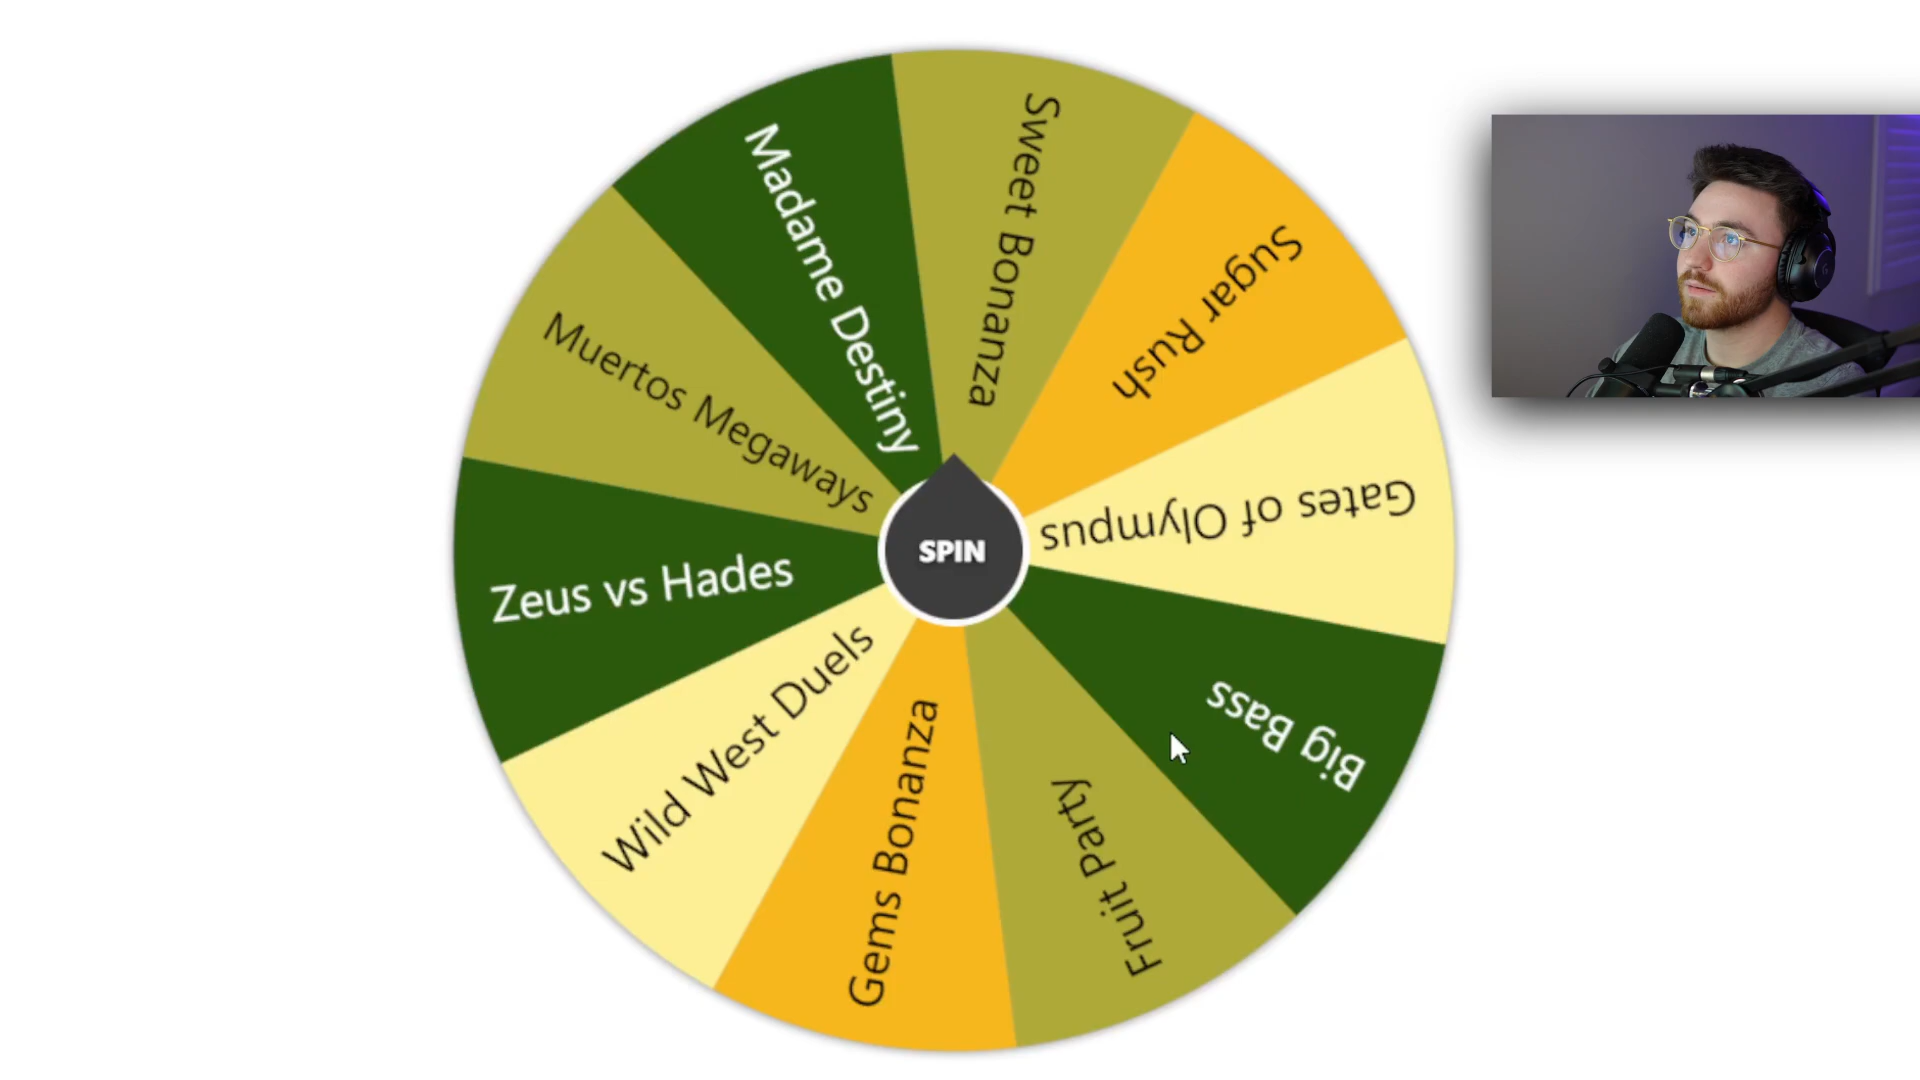 Sweet Bonanza
Sugar Rush
Gates of Olympus
Big Bass
Fruit Party
Gems Bonanza
Wild West Duels
Zeus vs Hades
Muertos Megaways
Madame Destiny
SPIN